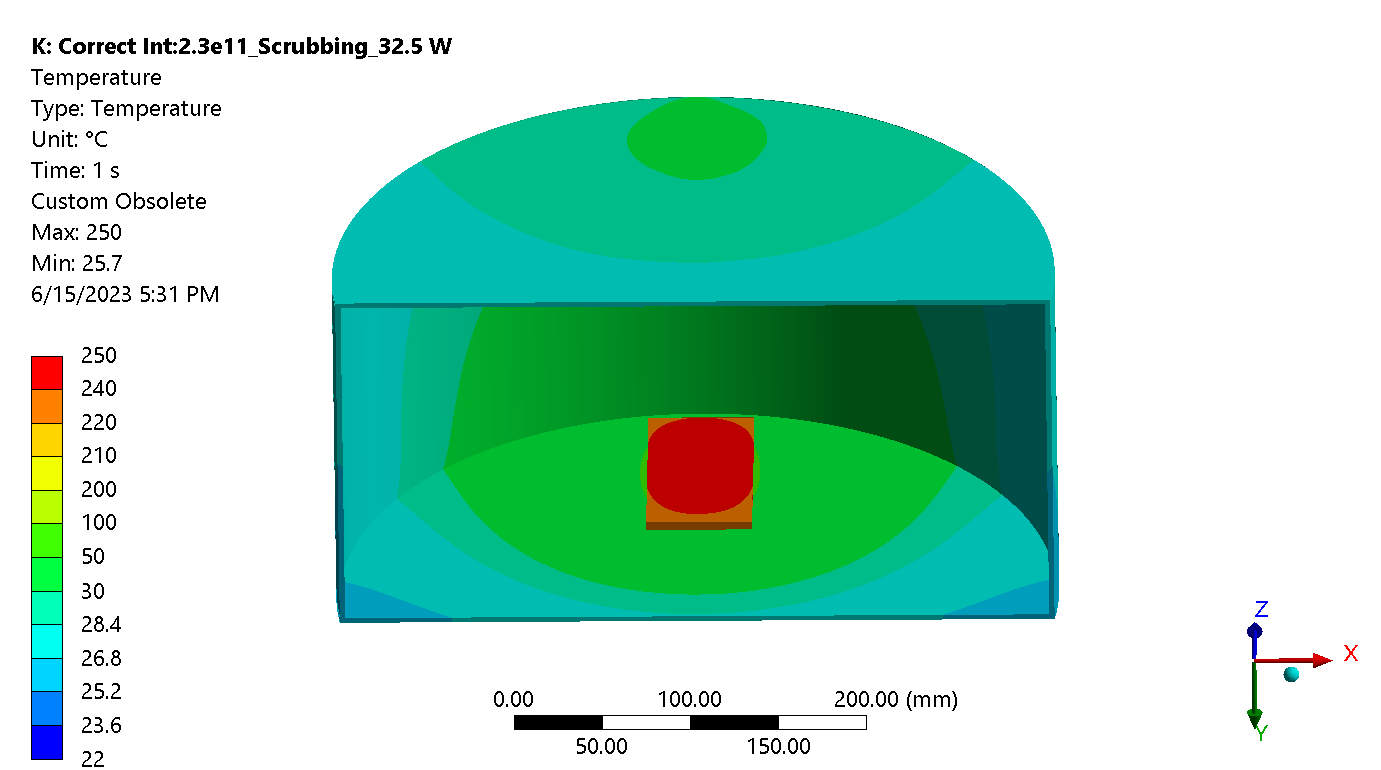 K: Correct Int:2.3e11_Scrubbing_32.5 W
Temperature
Type: Temperature
Unit: °C
Time: 1 s
Custom Obsolete
Max: 250
Min: 25.7
6/15/2023 5:31 PM
250
240
220
210
200
100
50
30
28.4
26.8
25.2
23.6
22
0.00 100.00 200.00 (mm)
50.00 150.00
Z
X
Y